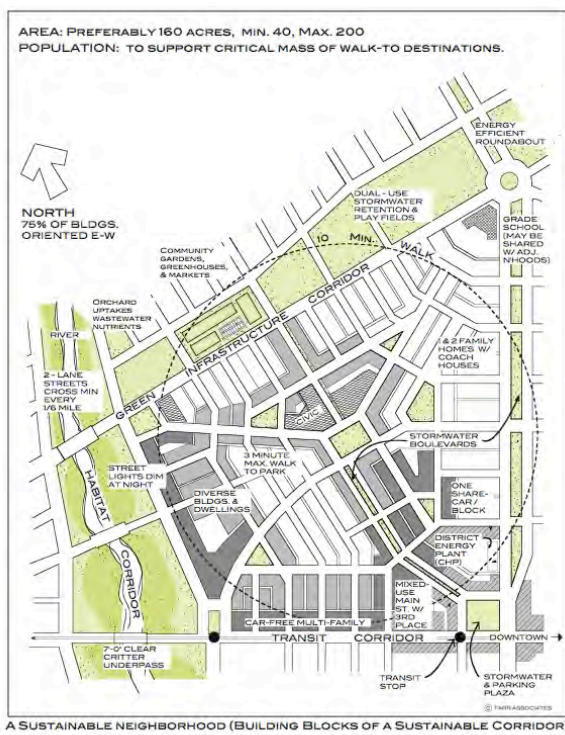 AREA: PREFERABLY 160 ACRES, MIN. 40, MAX. 200
POPULATION: TO SUPPORT CRITICAL MASS OF WALK-TO DESTINATIONS.
ENERGY
EFFICIENT
ROUNDABOUT
NORTH
75% OF BLDGS.
ORIENTED E-W
DUAL-USE
STORMWATER
RETENTION &
PLAY FIELDS
GRADE
SCHOOL
(MAY BE
SHARED
W/ ADJ.
N'HOODS)
10 MIN. WALK
COMMUNITY
GARDENS,
GREENHOUSES,
& MARKETS
ORCHARD
UPTAKES
WASTEWATER
NUTRIENTS
RIVER
GREEN INFRASTRUCTURE CORRIDOR
1 & 2 FAMILY
HOMES W/
COACH
HOUSES
2-LANE
STREETS
CROSS MIN
EVERY
1/6 MILE
CIVIC
STORMWATER
BOULEVARDS
3 MINUTE
MAX. WALK
TO PARK
STREET
LIGHTS DIM
AT NIGHT
HABITAT CORRIDOR
DIVERSE
BLDGS. &
DWELLINGS
ONE
SHARE-
CAR /
BLOCK
DISTRICT
ENERGY
PLANT
(CHP)
MIXED-
USE MAIN
ST. W/
3RD
PLACE
CAR-FREE MULTI-FAMILY
TRANSIT CORRIDOR
DOWNTOWN
7'-0" CLEAR
CRITTER
UNDERPASS
TRANSIT
STOP
STORMWATER
& PARKING
PLAZA
A SUSTAINABLE NEIGHBORHOOD (BUILDING BLOCKS OF A SUSTAINABLE CORRIDOR